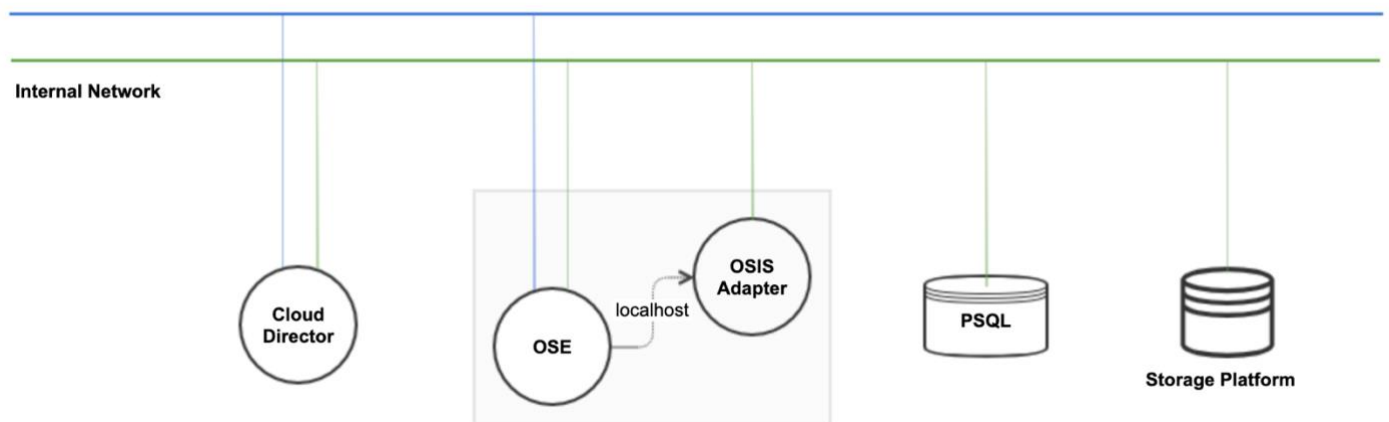 Internal Network
OSIS
Adapter
localhost
Cloud
Director
OSE
PSQL
Storage Platform